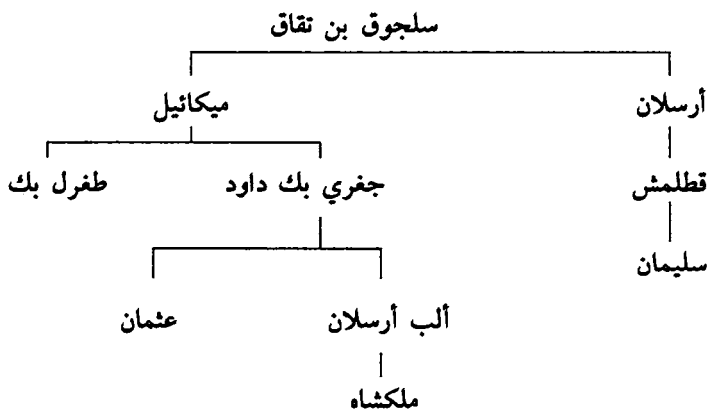 سلجوق بن تقاق
أرسلان ميكائيل
قطلمش جغري بك داود طغرل بك
سليمان
ألب أرسلان عثمان
ملكشاه